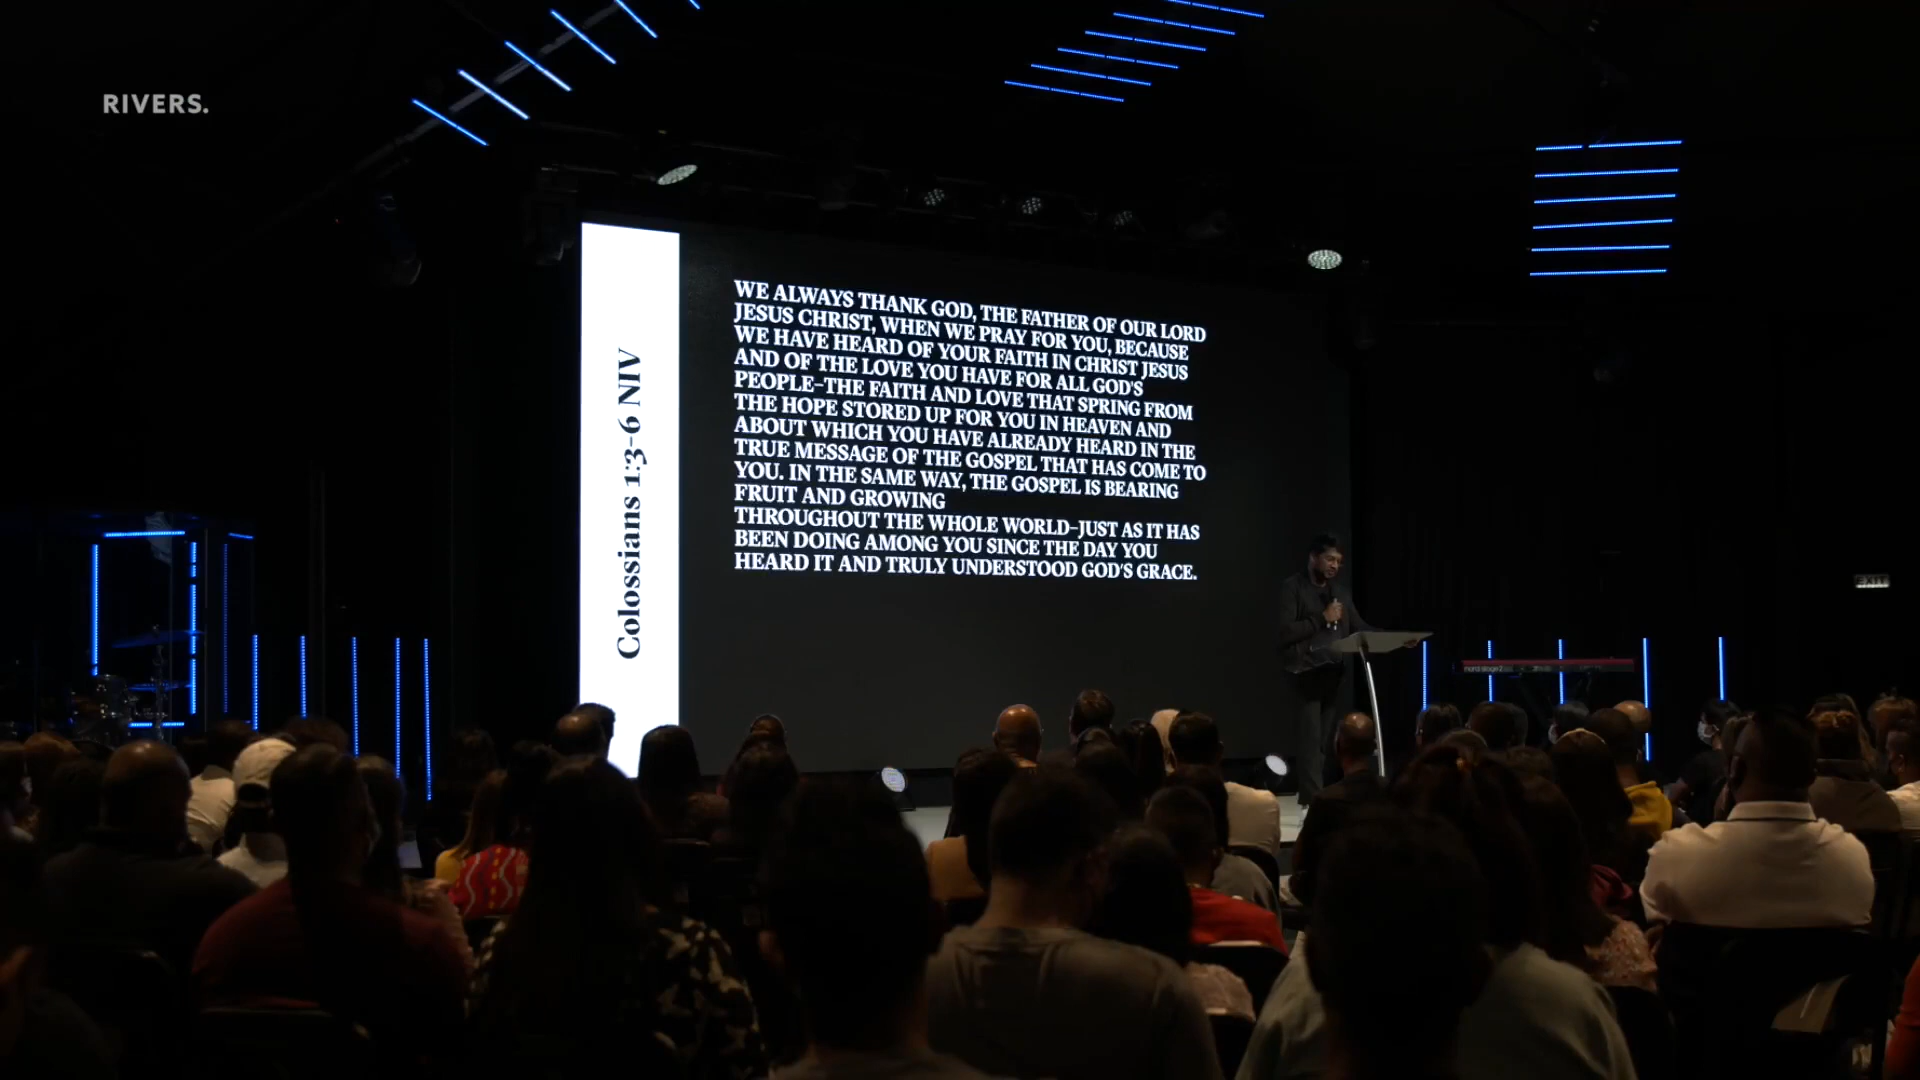 RIVERS.
Colossians 1:3-6 NIV
WE ALWAYS THANK GOD, THE FATHER OF OUR LORD
JESUS CHRIST, WHEN WE PRAY FOR YOU, BECAUSE
WE HAVE HEARD OF YOUR FAITH IN CHRIST JESUS
AND OF THE LOVE YOU HAVE FOR ALL GOD'S
PEOPLE–THE FAITH AND LOVE THAT SPRING FROM
THE HOPE STORED UP FOR YOU IN HEAVEN AND
ABOUT WHICH YOU HAVE ALREADY HEARD IN THE
TRUE MESSAGE OF THE GOSPEL THAT HAS COME TO
YOU. IN THE SAME WAY, THE GOSPEL IS BEARING
FRUIT AND GROWING
THROUGHOUT THE WHOLE WORLD–JUST AS IT HAS
BEEN DOING AMONG YOU SINCE THE DAY YOU
HEARD IT AND TRULY UNDERSTOOD GOD'S GRACE.
EXIT
nord stage 2